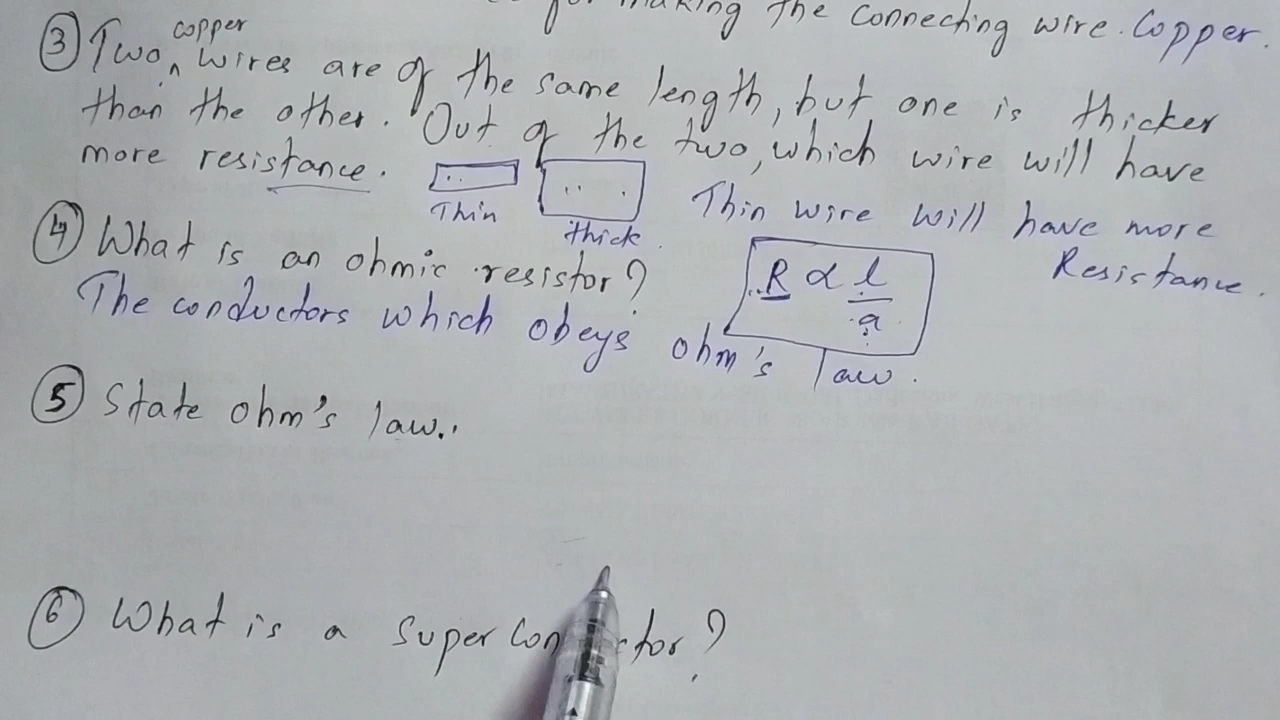 for making the connecting wire. Copper.
③ Two copper wires are of the same length, but one is thicker
than the other. Out of the two, which wire will have
more resistance.
Thin
thick.
Thin wire will have more
Resistance.
④ What is an ohmic resistor?
R ∝ l/a
The conductors which obeys ohm's law.
⑤ State ohm's law.
⑥ What is a super con ctor?